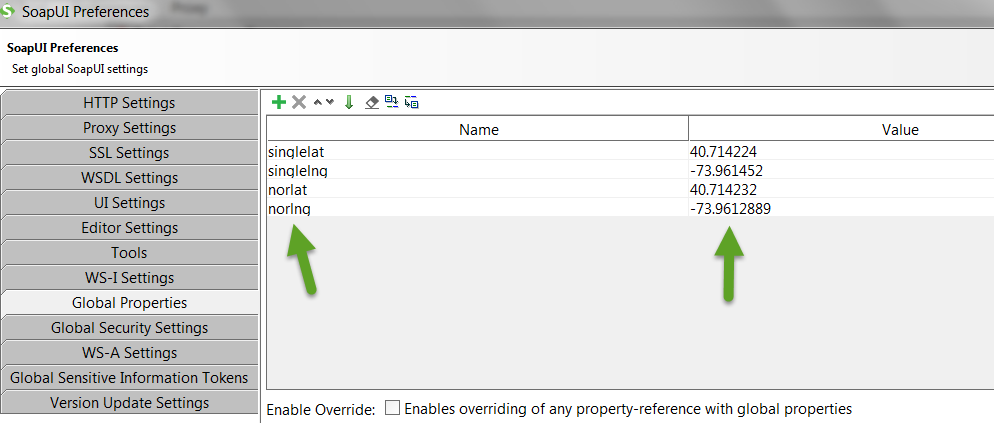 SoapUI Preferences
SoapUI Preferences
Set global SoapUI settings
HTTP Settings
Proxy Settings
SSL Settings
WSDL Settings
UI Settings
Editor Settings
Tools
WS-I Settings
Global Properties
Global Security Settings
WS-A Settings
Global Sensitive Information Tokens
Version Update Settings
Name Value
singlelat 40.714224
singlelng -73.961452
norlat 40.714232
norlng -73.9612889
Enable Override: Enables overriding of any property-reference with global properties